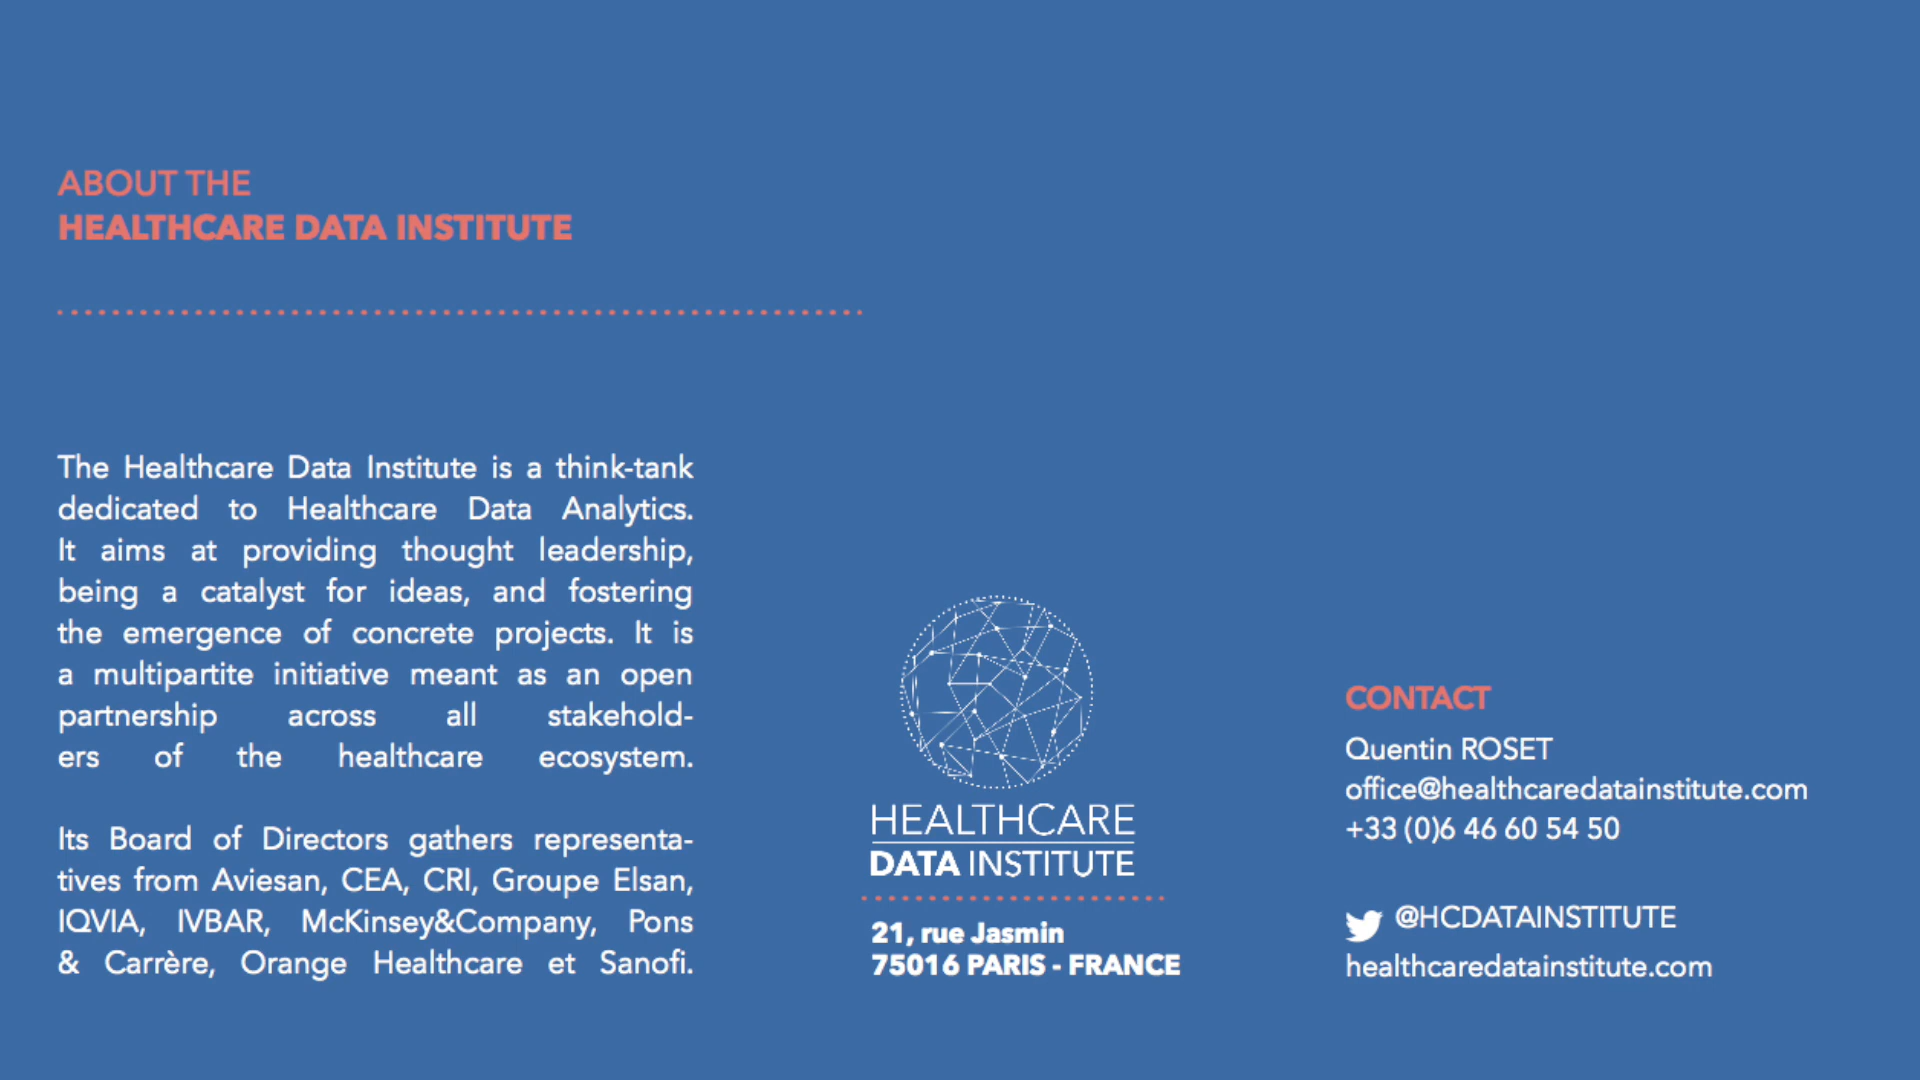 ABOUT THE
HEALTHCARE DATA INSTITUTE
The Healthcare Data Institute is a think-tank
dedicated to Healthcare Data Analytics.
It aims at providing thought leadership,
being a catalyst for ideas, and fostering
the emergence of concrete projects. It is
a multipartite initiative meant as an open
partnership across all stakehold-
ers of the healthcare ecosystem.
Its Board of Directors gathers representa-
tives from Aviesan, CEA, CRI, Groupe Elsan,
IQVIA, IVBAR, McKinsey&Company, Pons
& Carrère, Orange Healthcare et Sanofi.
HEALTHCARE
DATA INSTITUTE
21, rue Jasmin
75016 PARIS - FRANCE
CONTACT
Quentin ROSET
office@healthcaredatainstitute.com
+33 (0)6 46 60 54 50
@HCDATAINSTITUTE
healthcaredatainstitute.com